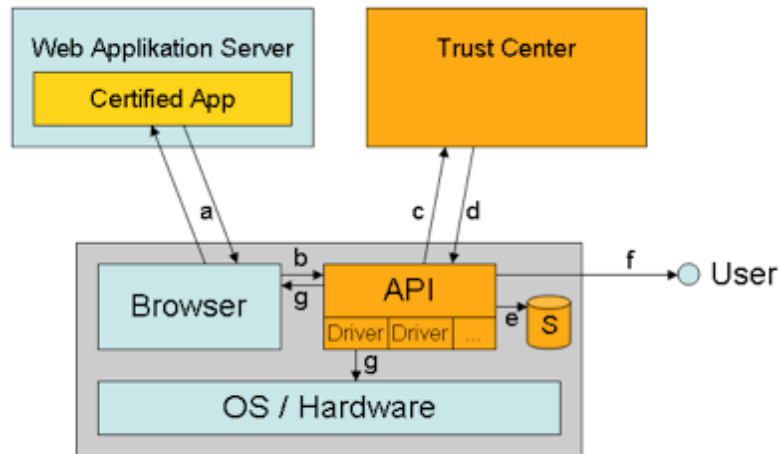 Web Applikation Server
Trust Center
Certified App
a
c
d
b
f
User
Browser
API
g
e
S
Driver
Driver
...
g
OS / Hardware